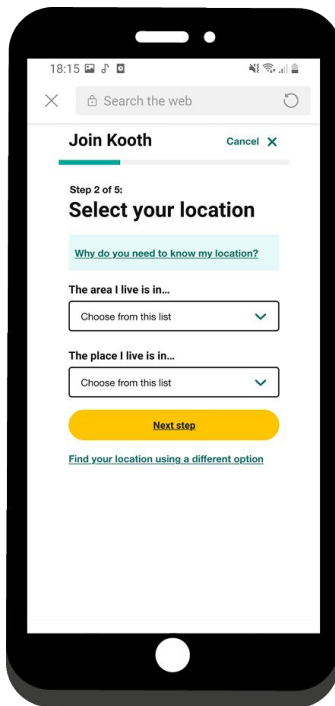 18:15
Search the web
Join Kooth
Cancel X
Step 2 of 5:
Select your location
Why do you need to know my location?
The area I live is in...
Choose from this list
The place I live is in...
Choose from this list
Next step
Find your location using a different option